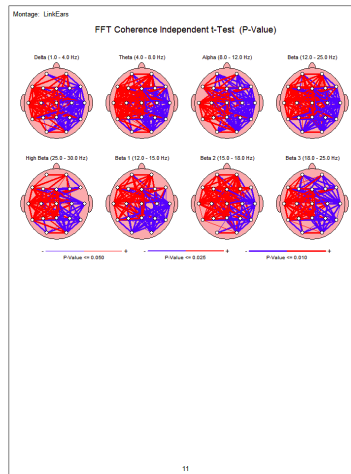 Montage: LinkEars
FFT Coherence Independent t-Test (P-Value)
Delta (1.0 - 4.0 Hz) Theta (4.0 - 8.0 Hz) Alpha (8.0 - 12.0 Hz) Beta (12.0 - 25.0 Hz)
High Beta (25.0 - 30.0 Hz) Beta 1 (12.0 - 15.0 Hz) Beta 2 (15.0 - 18.0 Hz) Beta 3 (18.0 - 25.0 Hz)
- + - + - +
P-Value <= 0.050 P-Value <= 0.025 P-Value <= 0.010
11